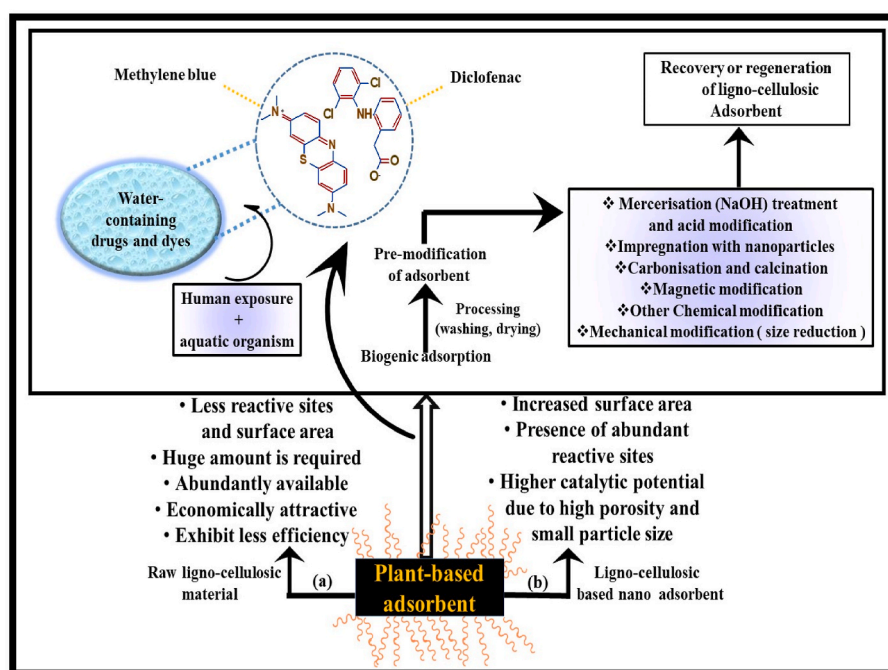 Methylene blue
Diclofenac
N
N
S
N
Cl
Cl
NH
O
O
Water-
containing
drugs and dyes
Human exposure
+
aquatic organism
Pre-modification
of adsorbent
Processing
(washing, drying)
Biogenic adsorption
Recovery or regeneration
of ligno-cellulosic
Adsorbent
❖ Mercerisation (NaOH) treatment
and acid modification
❖Impregnation with nanoparticles
❖Carbonisation and calcination
❖Magnetic modification
❖Other Chemical modification
❖Mechanical modification ( size reduction )
• Less reactive sites
and surface area
• Huge amount is required
• Abundantly available
• Economically attractive
• Exhibit less efficiency
• Increased surface area
• Presence of abundant
reactive sites
• Higher catalytic potential
due to high porosity and
small particle size
Raw ligno-cellulosic
material
(a)
Plant-based
adsorbent
(b)
Ligno-cellulosic
based nano adsorbent